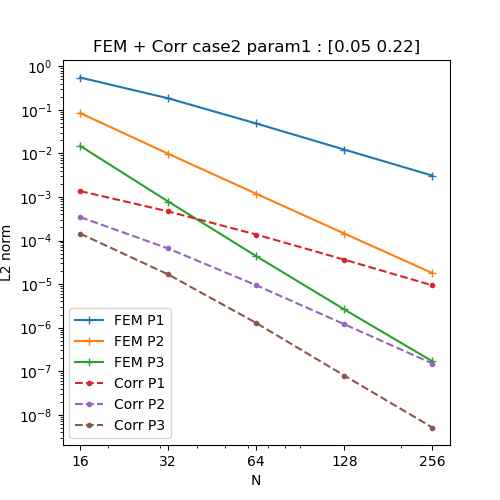 FEM + Corr case2 param1 : [0.05 0.22]
L2 norm
10⁰
10⁻¹
10⁻²
10⁻³
10⁻⁴
10⁻⁵
10⁻⁶
10⁻⁷
10⁻⁸
FEM P1
FEM P2
FEM P3
Corr P1
Corr P2
Corr P3
16 32 64 128 256
N